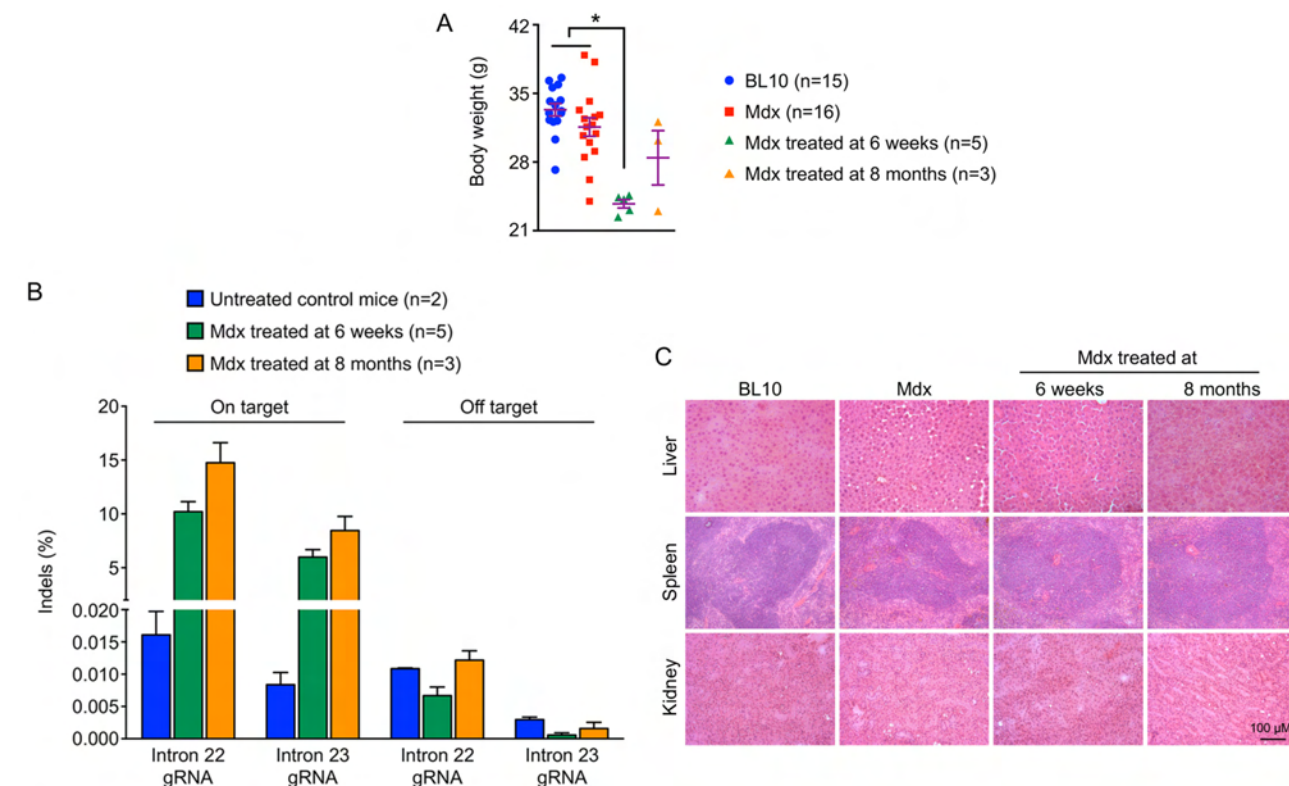 A
Body weight (g)
42
35
28
21
*
BL10 (n=15)
Mdx (n=16)
Mdx treated at 6 weeks (n=5)
Mdx treated at 8 months (n=3)
B
Untreated control mice (n=2)
Mdx treated at 6 weeks (n=5)
Mdx treated at 8 months (n=3)
On target
Off target
Indels (%)
20
15
10
5
0.020
0.015
0.010
0.005
0.000
Intron 22
gRNA
Intron 23
gRNA
Intron 22
gRNA
Intron 23
gRNA
C
Mdx treated at
BL10
Mdx
6 weeks
8 months
Liver
Spleen
Kidney
100 µM